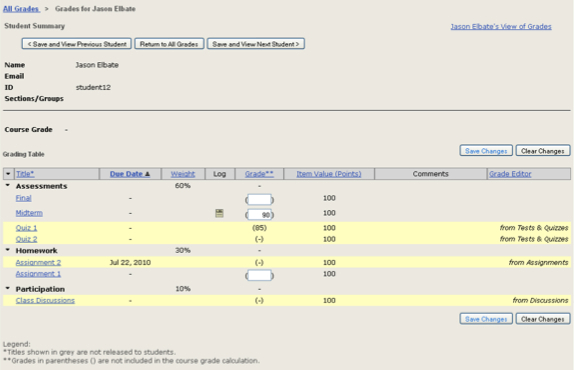 All Grades > Grades for Jason Elbate
Student Summary
Jason Elbate's View of Grades
< Save and View Previous Student Return to All Grades Save and View Next Student >
Name Jason Elbate
Email
ID student12
Sections/Groups
Course Grade -
Save Changes Clear Changes
Grading Table
Title* Due Date Weight Log Grade** Item Value (Points) Comments Grade Editor
Assessments 60% -
Final - ( ) 100
Midterm - ( 90) 100
Quiz 1 - (85) 100 from Tests & Quizzes
Quiz 2 - (-) 100 from Tests & Quizzes
Homework 30% -
Assignment 2 Jul 22, 2010 (-) 100 from Assignments
Assignment 1 - ( ) 100
Participation 10% -
Class Discussions - (-) 100 from Discussions
Save Changes Clear Changes
Legend:
*Titles shown in grey are not released to students.
**Grades in parentheses () are not included in the course grade calculation.